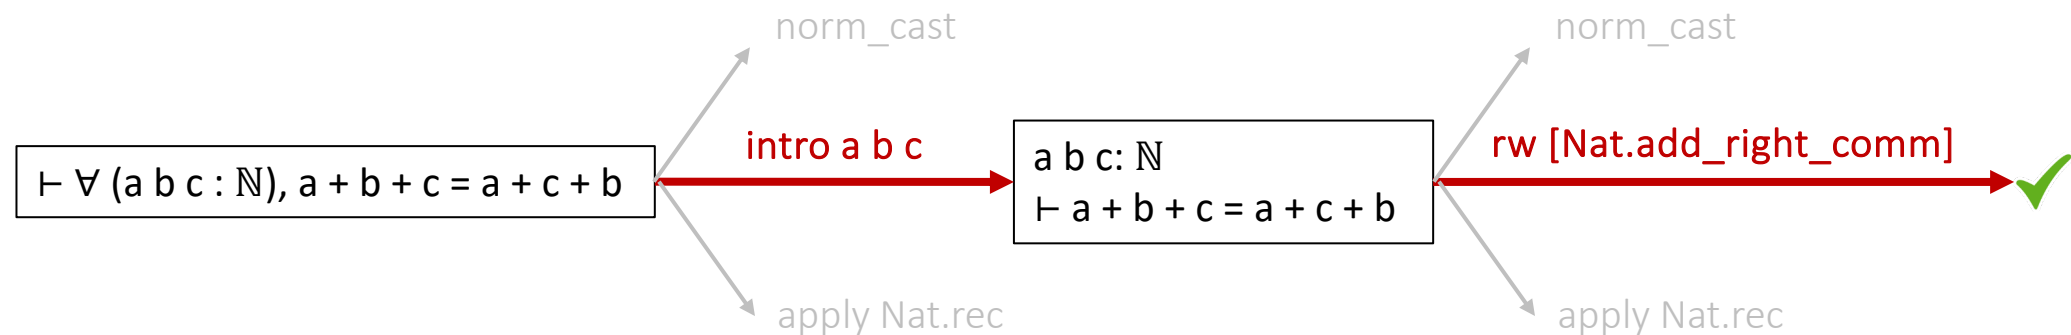 norm_cast
norm_cast
⊢ ∀ (a b c : ℕ), a + b + c = a + c + b
intro a b c
a b c: ℕ
⊢ a + b + c = a + c + b
rw [Nat.add_right_comm]
apply Nat.rec
apply Nat.rec